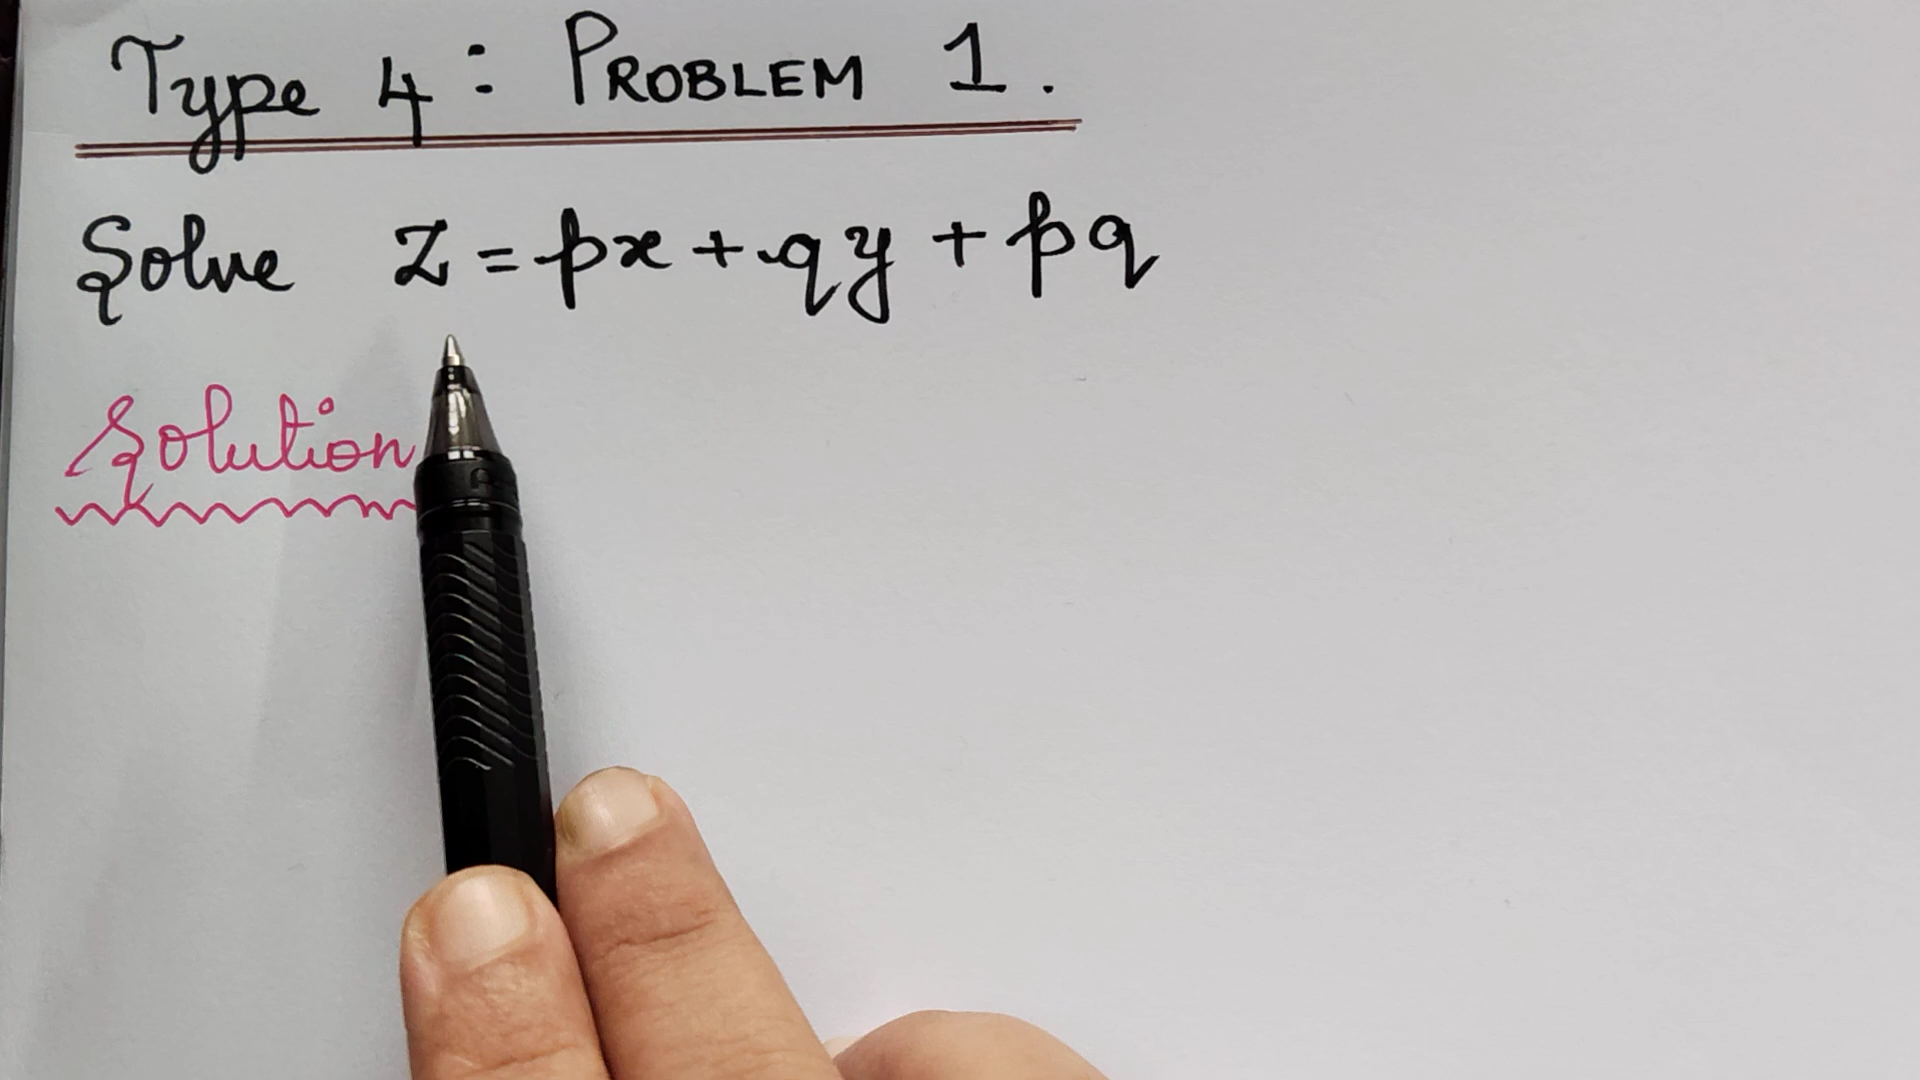 Type 4: PROBLEM 1.
Solve z = px + qy + pq
Solution